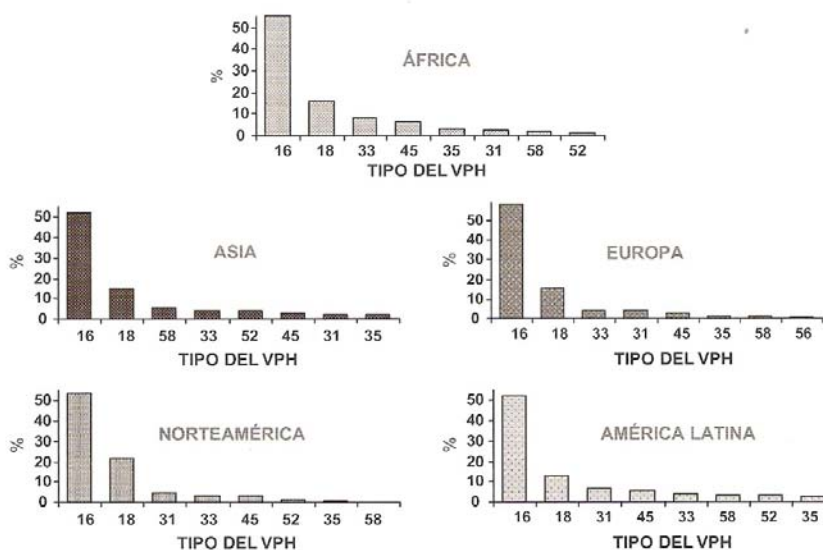 50
40
30
20
10
0
%
ÁFRICA
16 18 33 45 35 31 58 52
TIPO DEL VPH
50
40
30
20
10
0
%
ASIA
16 18 58 33 52 45 31 35
TIPO DEL VPH
50
40
30
20
10
0
%
EUROPA
16 18 33 31 45 35 58 56
TIPO DEL VPH
50
40
30
20
10
0
%
NORTEAMÉRICA
16 18 31 33 45 52 35 58
TIPO DEL VPH
50
40
30
20
10
0
%
AMÉRICA LATINA
16 18 31 45 33 58 52 35
TIPO DEL VPH